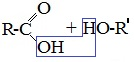 O
R-C + HO-R'
OH